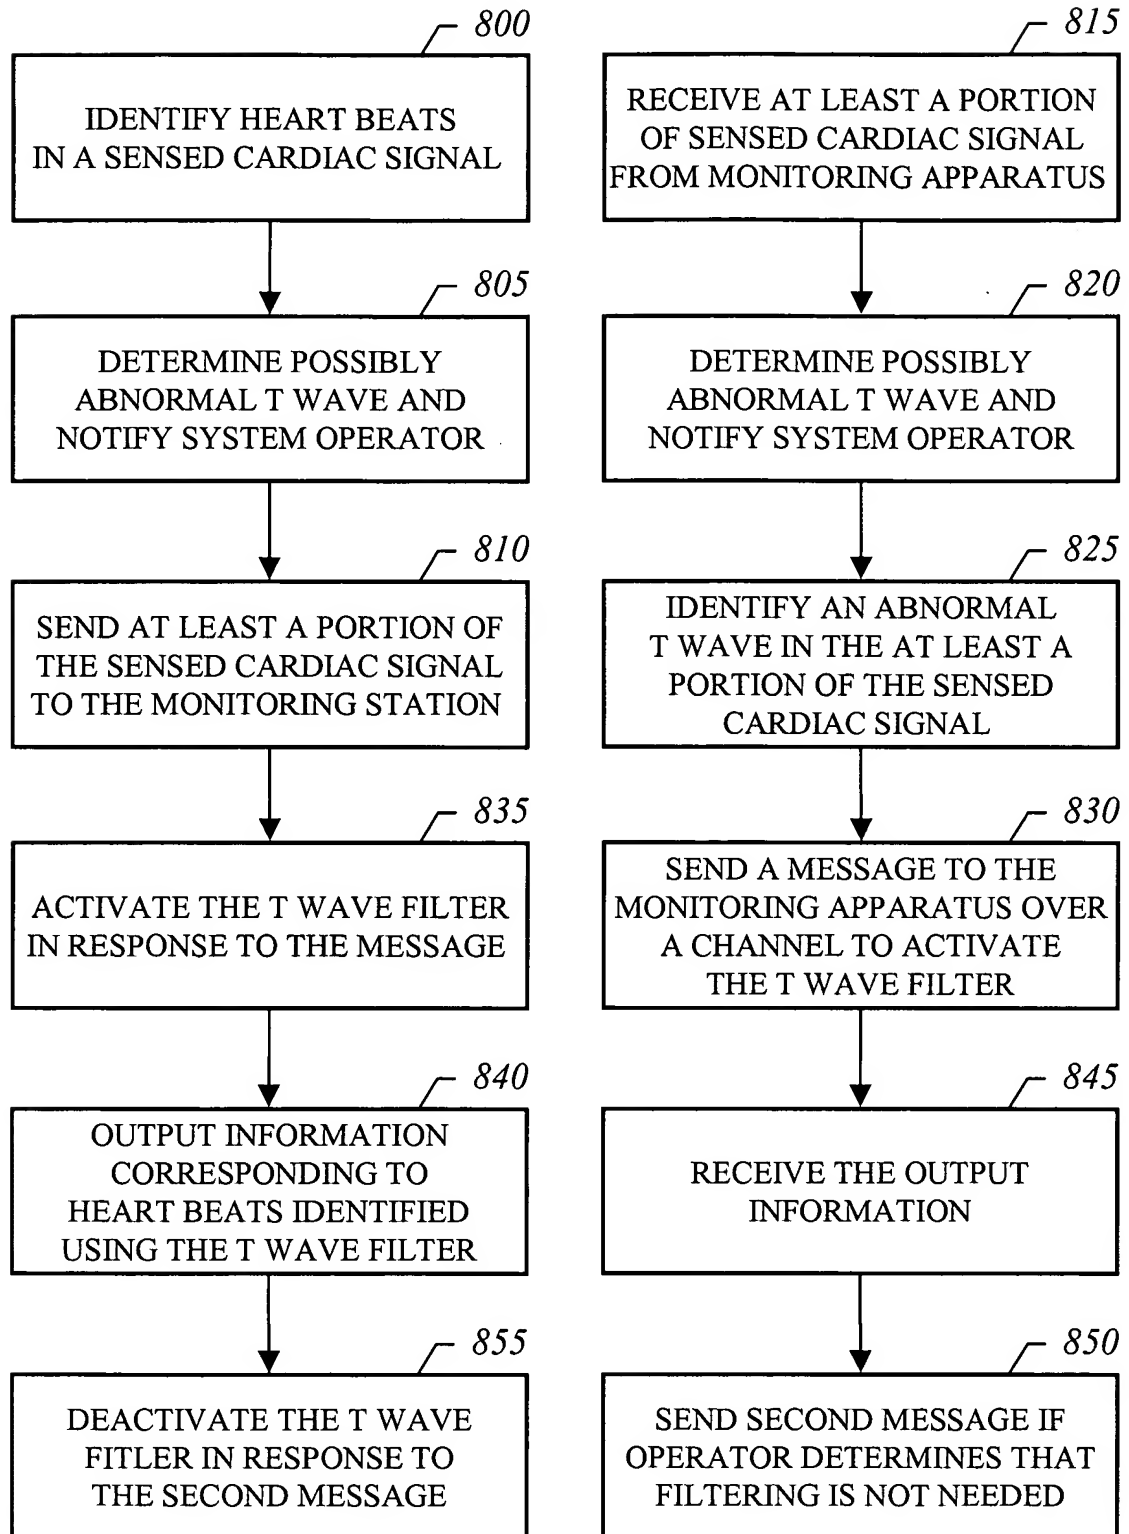 800
IDENTIFY HEART BEATS
IN A SENSED CARDIAC SIGNAL
805
DETERMINE POSSIBLY
ABNORMAL T WAVE AND
NOTIFY SYSTEM OPERATOR
810
SEND AT LEAST A PORTION OF
THE SENSED CARDIAC SIGNAL
TO THE MONITORING STATION
835
ACTIVATE THE T WAVE FILTER
IN RESPONSE TO THE MESSAGE
840
OUTPUT INFORMATION
CORRESPONDING TO
HEART BEATS IDENTIFIED
USING THE T WAVE FILTER
855
DEACTIVATE THE T WAVE
FITLER IN RESPONSE TO
THE SECOND MESSAGE
815
RECEIVE AT LEAST A PORTION
OF SENSED CARDIAC SIGNAL
FROM MONITORING APPARATUS
820
DETERMINE POSSIBLY
ABNORMAL T WAVE AND
NOTIFY SYSTEM OPERATOR
825
IDENTIFY AN ABNORMAL
T WAVE IN THE AT LEAST A
PORTION OF THE SENSED
CARDIAC SIGNAL
830
SEND A MESSAGE TO THE
MONITORING APPARATUS OVER
A CHANNEL TO ACTIVATE
THE T WAVE FILTER
845
RECEIVE THE OUTPUT
INFORMATION
850
SEND SECOND MESSAGE IF
OPERATOR DETERMINES THAT
FILTERING IS NOT NEEDED